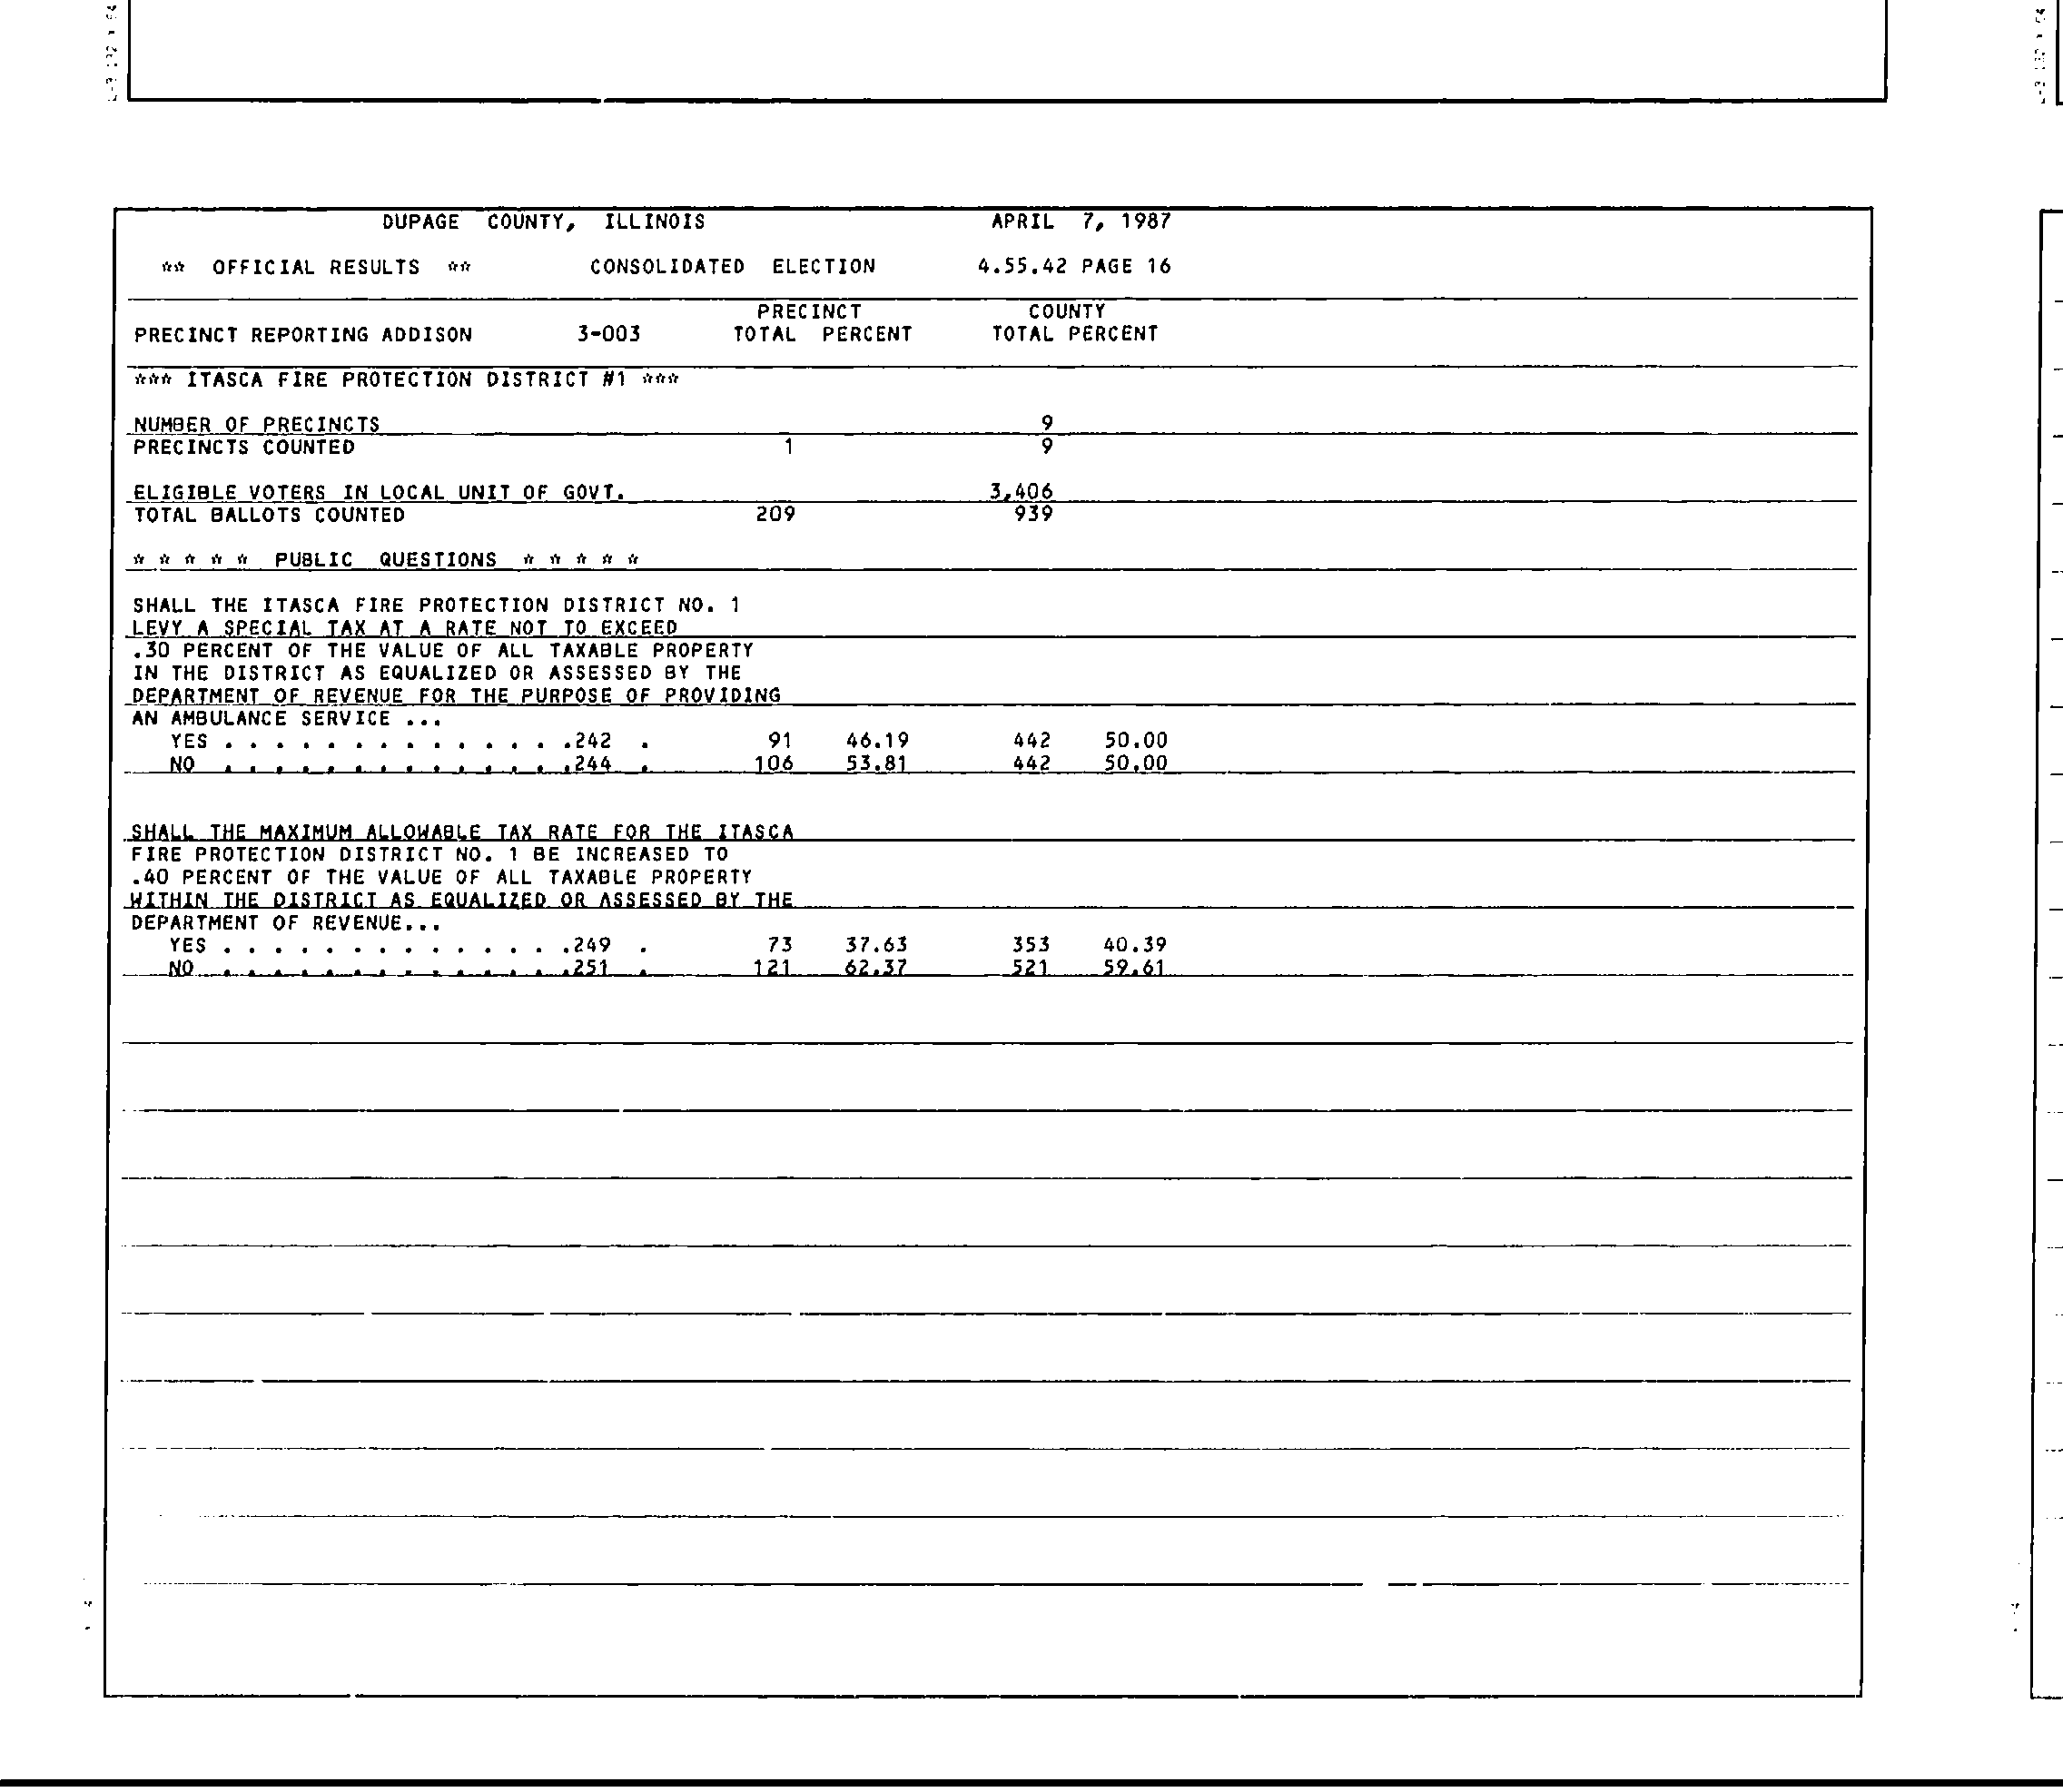 DUPAGE COUNTY, ILLINOIS APRIL 7, 1987
** OFFICIAL RESULTS ** CONSOLIDATED ELECTION 4.55.42 PAGE 16
PRECINCT COUNTY
PRECINCT REPORTING ADDISON 3-003 TOTAL PERCENT TOTAL PERCENT
*** ITASCA FIRE PROTECTION DISTRICT #1 ***
NUMBER OF PRECINCTS 9
PRECINCTS COUNTED 1 9
ELIGIBLE VOTERS IN LOCAL UNIT OF GOVT. 3,406
TOTAL BALLOTS COUNTED 209 939
* * * * * PUBLIC QUESTIONS * * * * *
SHALL THE ITASCA FIRE PROTECTION DISTRICT NO. 1
LEVY A SPECIAL TAX AT A RATE NOT TO EXCEED
.30 PERCENT OF THE VALUE OF ALL TAXABLE PROPERTY
IN THE DISTRICT AS EQUALIZED OR ASSESSED BY THE
DEPARTMENT OF REVENUE FOR THE PURPOSE OF PROVIDING
AN AMBULANCE SERVICE ...
YES . . . . . . . . . . . . . .242 . 91 46.19 442 50.00
NO . . . . . . . . . . . . . .244 . 106 53.81 442 50.00
SHALL THE MAXIMUM ALLOWABLE TAX RATE FOR THE ITASCA
FIRE PROTECTION DISTRICT NO. 1 BE INCREASED TO
.40 PERCENT OF THE VALUE OF ALL TAXABLE PROPERTY
WITHIN THE DISTRICT AS EQUALIZED OR ASSESSED BY THE
DEPARTMENT OF REVENUE...
YES . . . . . . . . . . . . . .249 . 73 37.63 353 40.39
NO . . . . . . . . . . . . . .251 . 121 62.37 521 59.61